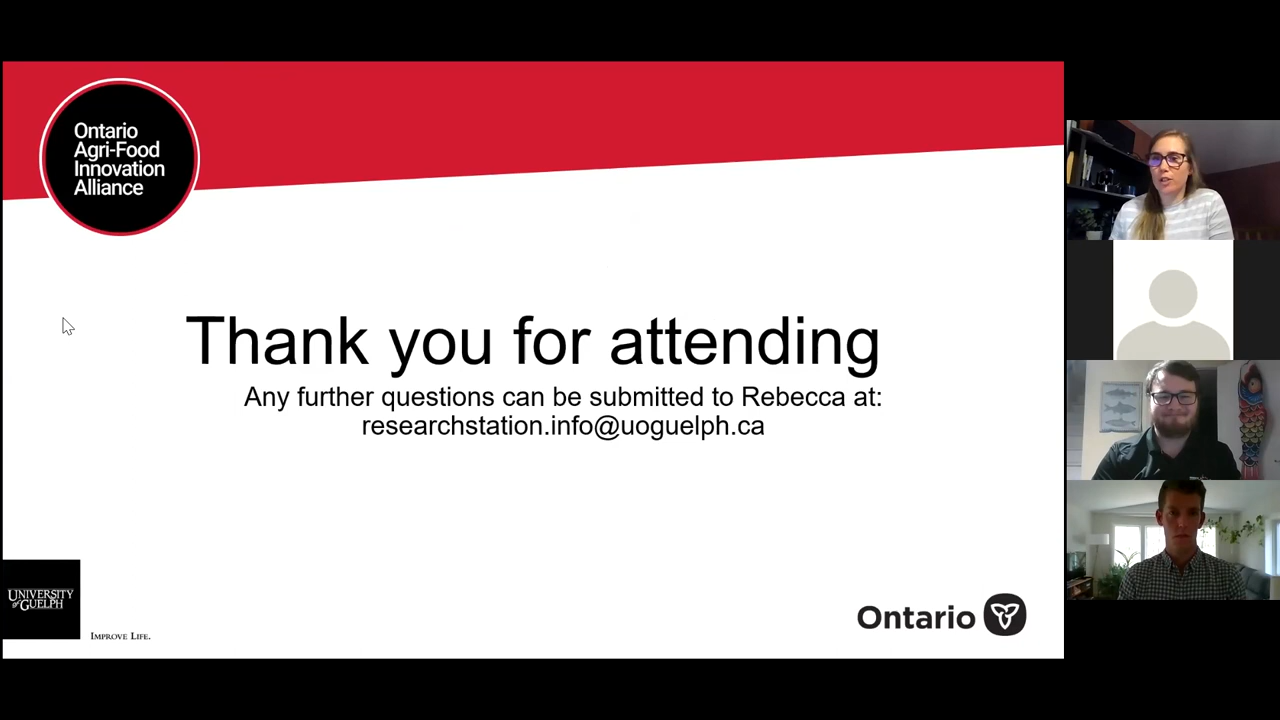 Ontario
Agri-Food
Innovation
Alliance
Thank you for attending
Any further questions can be submitted to Rebecca at:
researchstation.info@uoguelph.ca
UNIVERSITY
OF GUELPH
IMPROVE LIFE.
Ontario